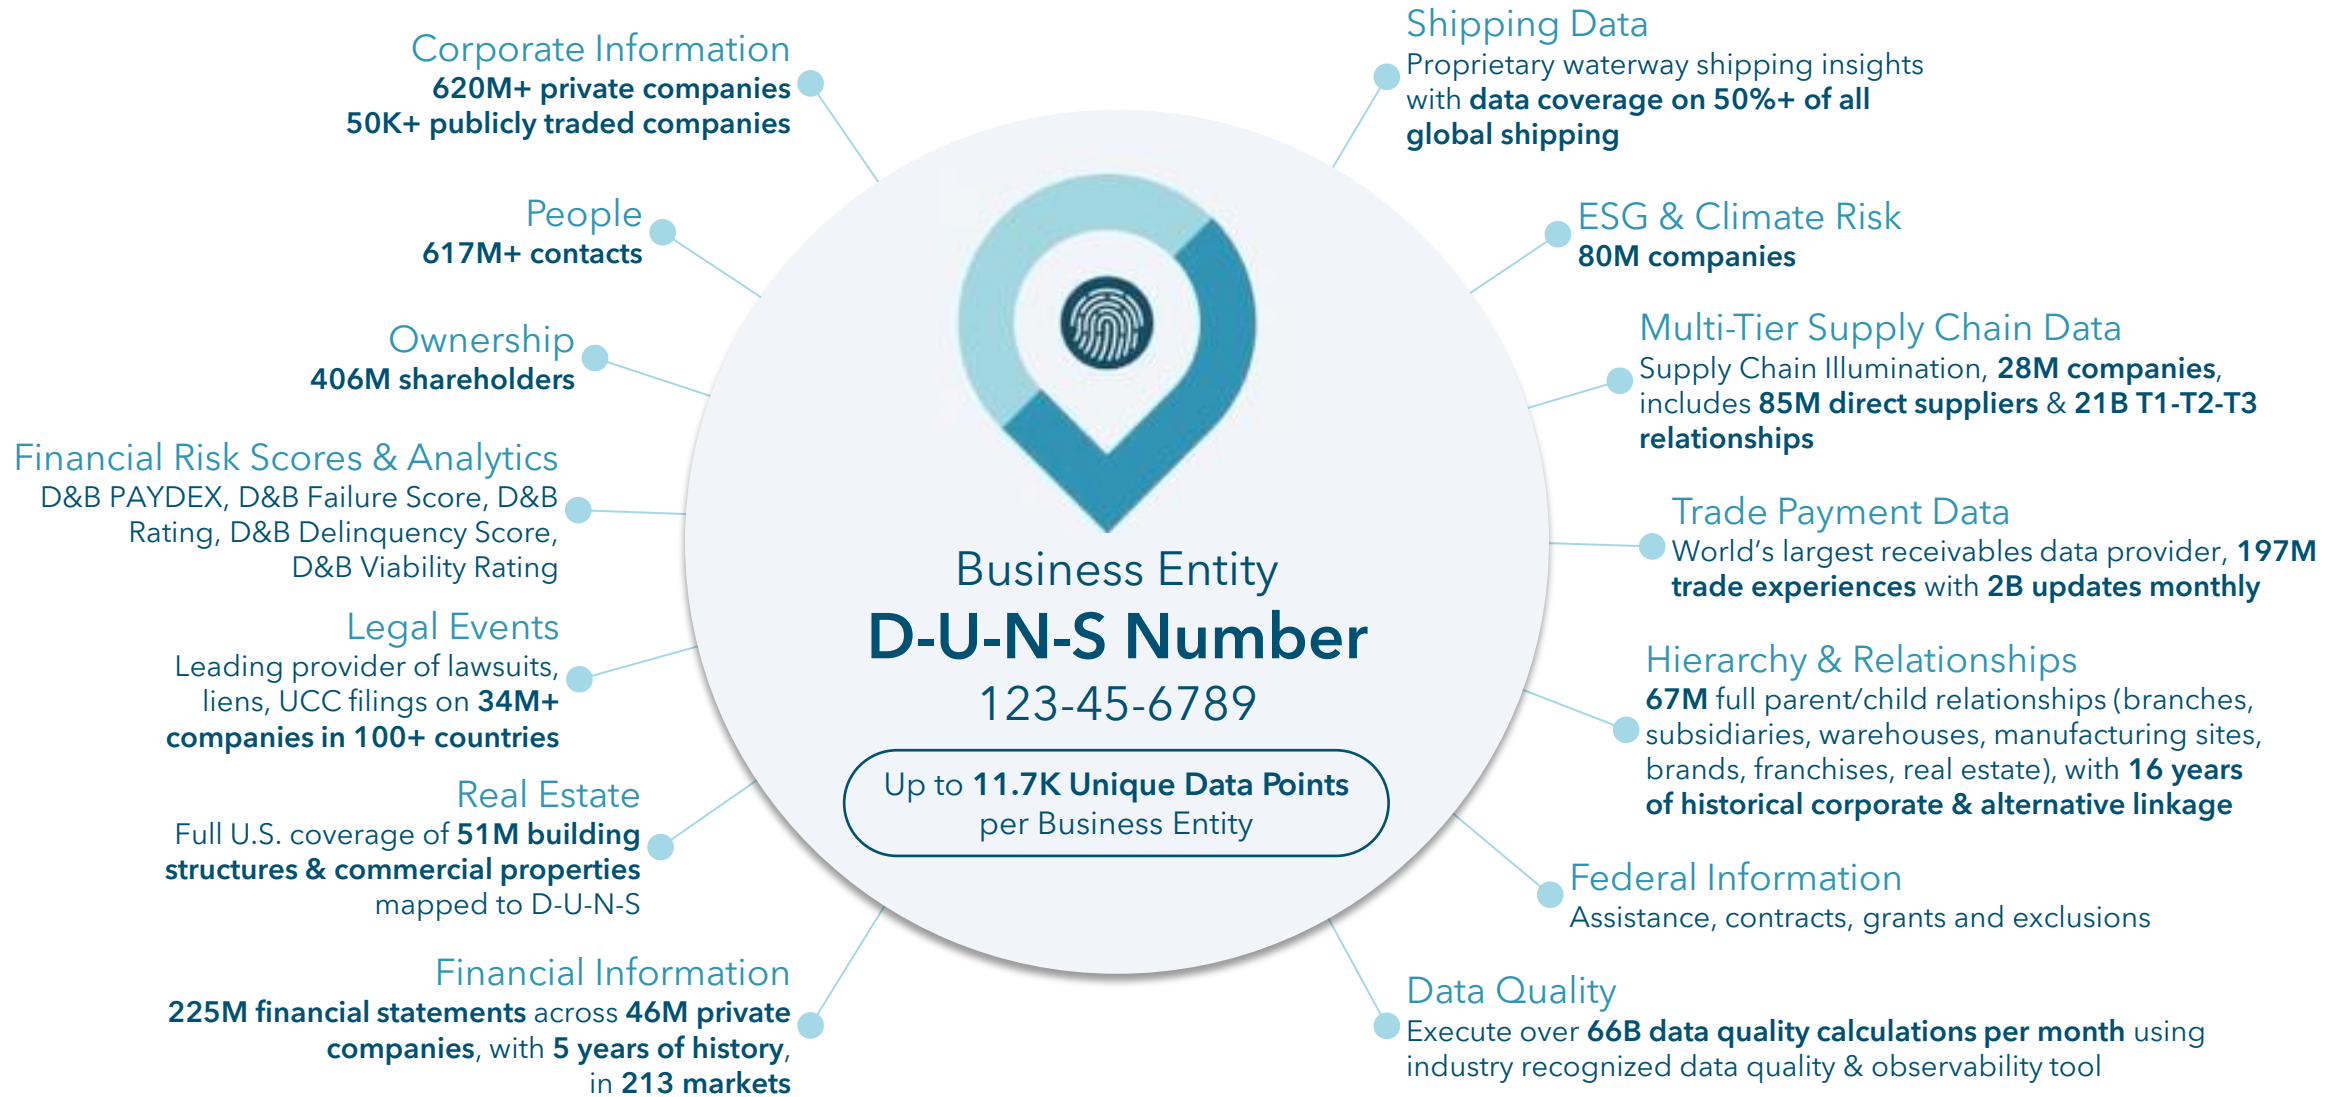 Corporate Information
620M+ private companies
50K+ publicly traded companies
People
617M+ contacts
Ownership
406M shareholders
Financial Risk Scores & Analytics
D&B PAYDEX, D&B Failure Score, D&B
Rating, D&B Delinquency Score,
D&B Viability Rating
Legal Events
Leading provider of lawsuits,
liens, UCC filings on 34M+
companies in 100+ countries
Real Estate
Full U.S. coverage of 51M building
structures & commercial properties
mapped to D-U-N-S
Financial Information
225M financial statements across 46M private
companies, with 5 years of history,
in 213 markets
Business Entity
D-U-N-S Number
123-45-6789
Up to 11.7K Unique Data Points
per Business Entity
Shipping Data
Proprietary waterway shipping insights
with data coverage on 50%+ of all
global shipping
ESG & Climate Risk
80M companies
Multi-Tier Supply Chain Data
Supply Chain Illumination, 28M companies,
includes 85M direct suppliers & 21B T1-T2-T3
relationships
Trade Payment Data
World's largest receivables data provider, 197M
trade experiences with 2B updates monthly
Hierarchy & Relationships
67M full parent/child relationships (branches,
subsidiaries, warehouses, manufacturing sites,
brands, franchises, real estate), with 16 years
of historical corporate & alternative linkage
Federal Information
Assistance, contracts, grants and exclusions
Data Quality
Execute over 66B data quality calculations per month using
industry recognized data quality & observability tool